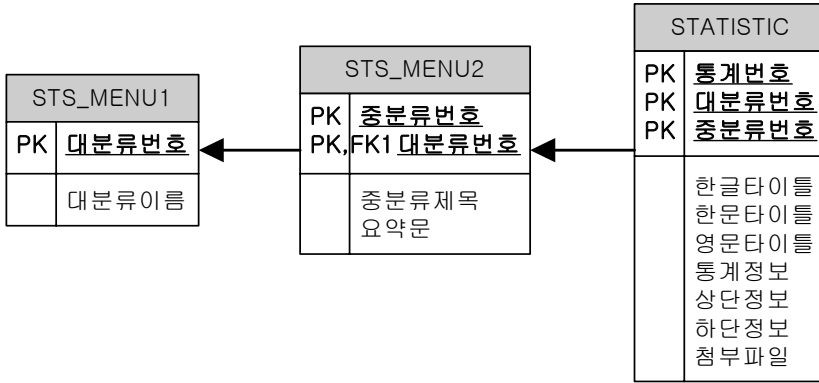 STS_MENU1
PK 대분류번호
대분류이름
STS_MENU2
PK 중분류번호
PK,FK1 대분류번호
중분류제목
요약문
STATISTIC
PK 통계번호
PK 대분류번호
PK 중분류번호
한글타이틀
한문타이틀
영문타이틀
통계정보
상단정보
하단정보
첨부파일